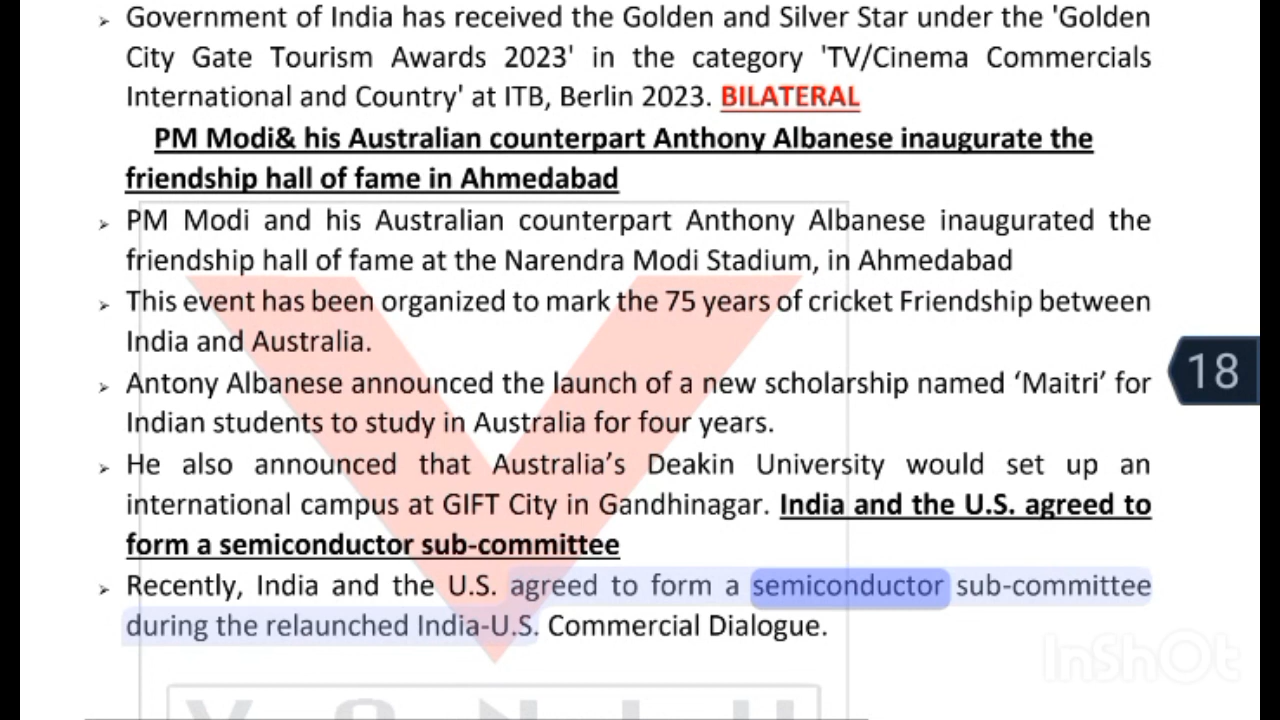 ➢ Government of India has received the Golden and Silver Star under the 'Golden
City Gate Tourism Awards 2023' in the category 'TV/Cinema Commercials
International and Country' at ITB, Berlin 2023. BILATERAL
PM Modi& his Australian counterpart Anthony Albanese inaugurate the
friendship hall of fame in Ahmedabad
➢ PM Modi and his Australian counterpart Anthony Albanese inaugurated the
friendship hall of fame at the Narendra Modi Stadium, in Ahmedabad
➢ This event has been organized to mark the 75 years of cricket Friendship between
India and Australia.
➢ Antony Albanese announced the launch of a new scholarship named ‘Maitri’ for
Indian students to study in Australia for four years.
➢ He also announced that Australia’s Deakin University would set up an
international campus at GIFT City in Gandhinagar. India and the U.S. agreed to
form a semiconductor sub-committee
➢ Recently, India and the U.S. agreed to form a semiconductor sub-committee
during the relaunched India-U.S. Commercial Dialogue.
18
InShOt